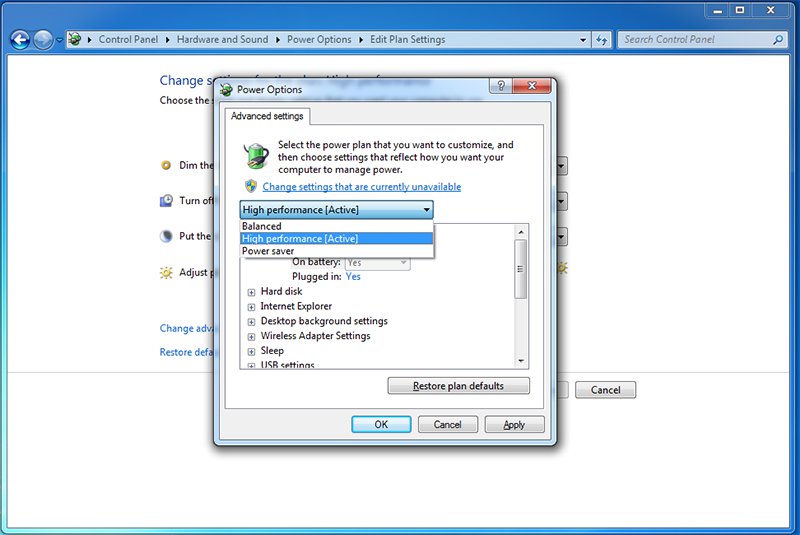 Control Panel Hardware and Sound Power Options Edit Plan Settings Search Control Panel
Change
Choose the
Dim the
Turn off
Put the
Adjust
Change adv
Restore defa
Cancel
Power Options
Advanced settings
Select the power plan that you want to customize, and
then choose settings that reflect how you want your
computer to manage power.
Change settings that are currently unavailable
High performance [Active]
Balanced
High performance [Active]
Power saver
On battery: Yes
Plugged in: Yes
Hard disk
Internet Explorer
Desktop background settings
Wireless Adapter Settings
Sleep
USB settings
Restore plan defaults
OK Cancel Apply